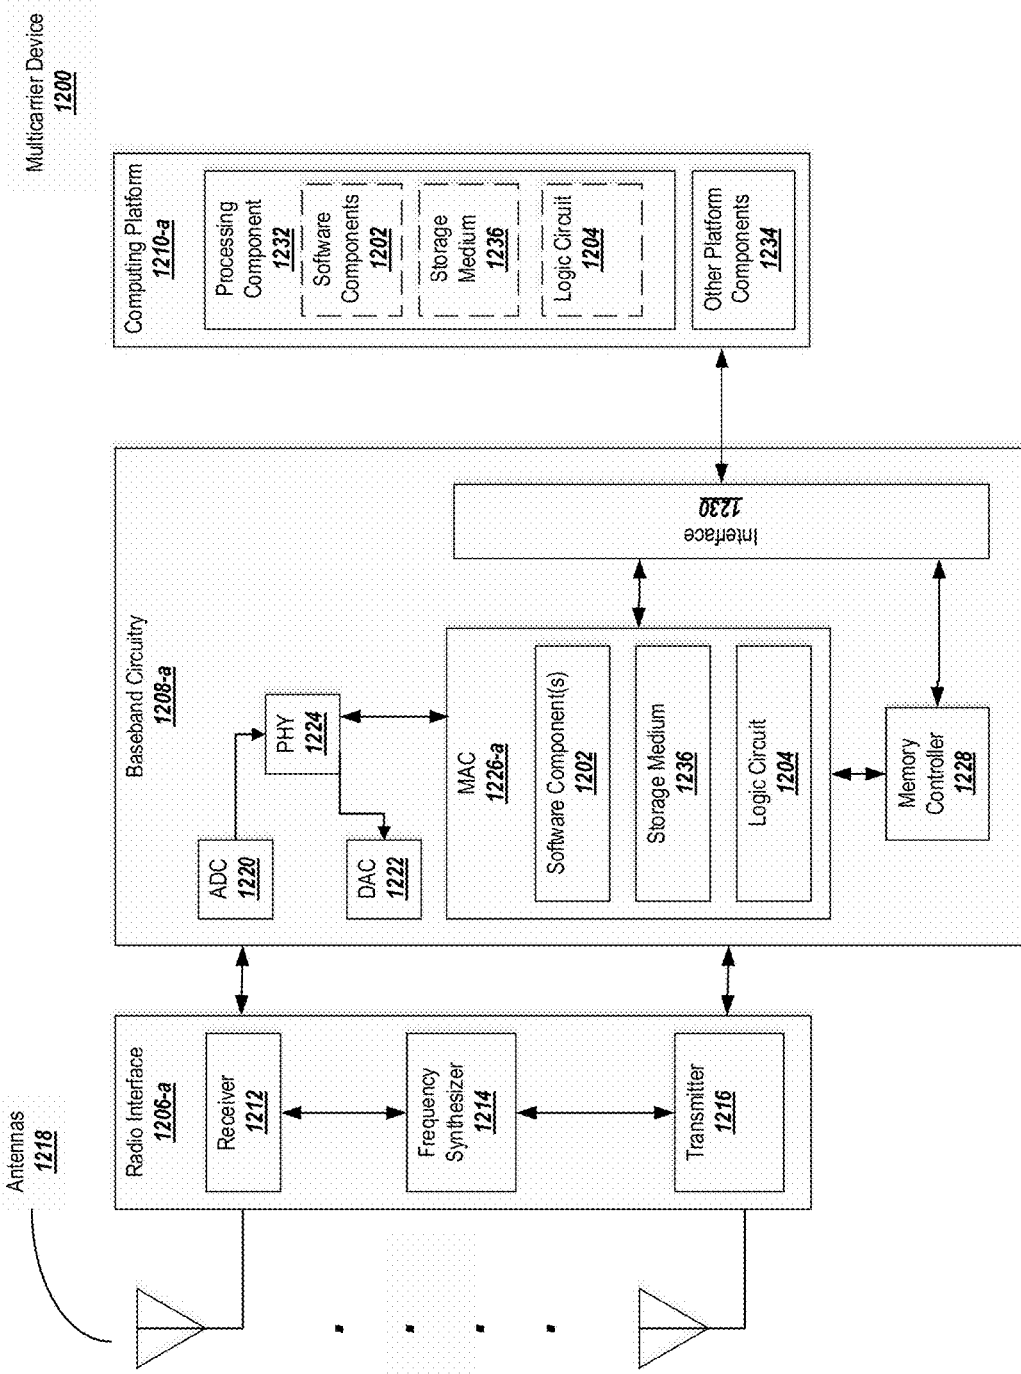 Multicarrier Device
1200
Antennas
1218
Radio Interface
1206-a
Receiver
1212
Frequency
Synthesizer
1214
Transmitter
1216
Baseband Circuitry
1208-a
ADC
1220
PHY
1224
DAC
1222
MAC
1226-a
Software Component(s)
1202
Storage Medium
1236
Logic Circuit
1204
Memory
Controller
1228
Interface
1230
Computing Platform
1210-a
Processing
Component
1232
Software
Components
1202
Storage
Medium
1236
Logic Circuit
1204
Other Platform
Components
1234